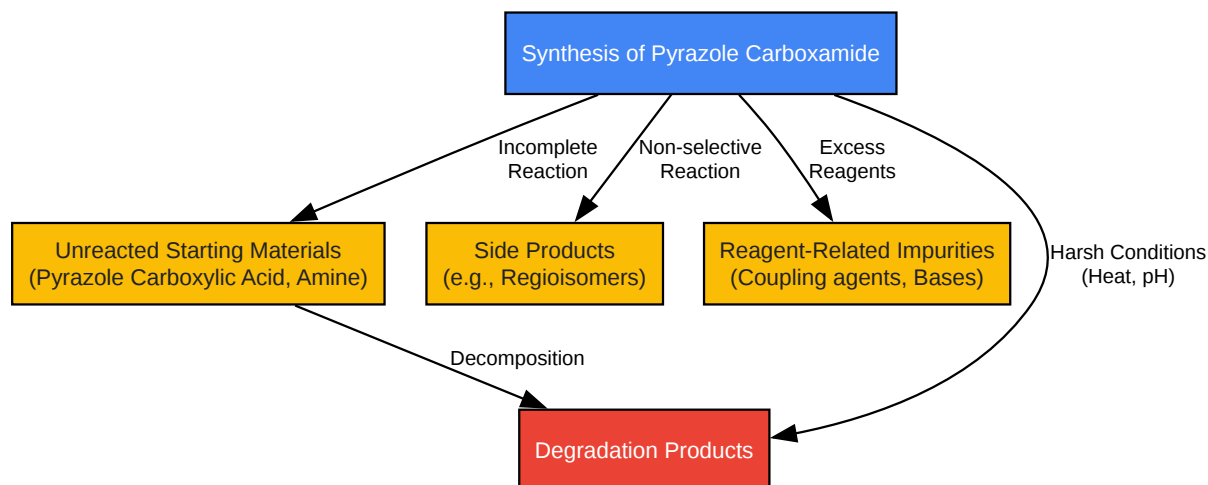 Synthesis of Pyrazole Carboxamide
Incomplete
Reaction
Non-selective
Reaction
Excess
Reagents
Harsh Conditions
(Heat, pH)
Unreacted Starting Materials
(Pyrazole Carboxylic Acid, Amine)
Side Products
(e.g., Regioisomers)
Reagent-Related Impurities
(Coupling agents, Bases)
Decomposition
Degradation Products